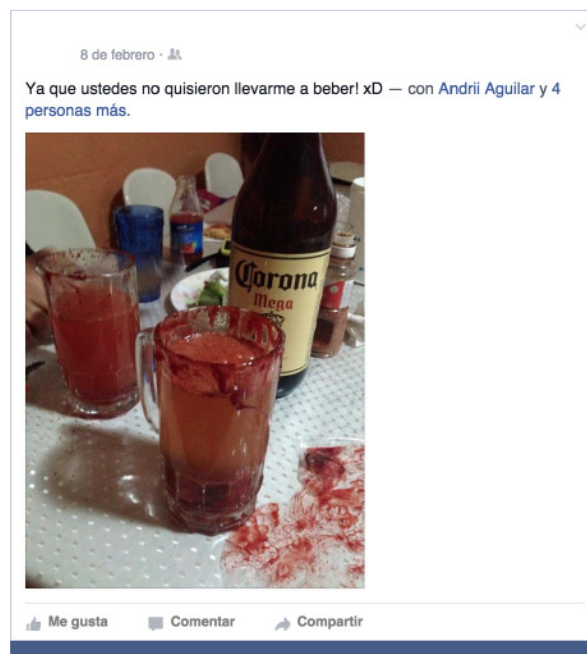 8 de febrero ·
Ya que ustedes no quisieron llevarme a beber! xD — con Andrii Aguilar y 4
personas más.
Corona
Mega
Me gusta Comentar Compartir